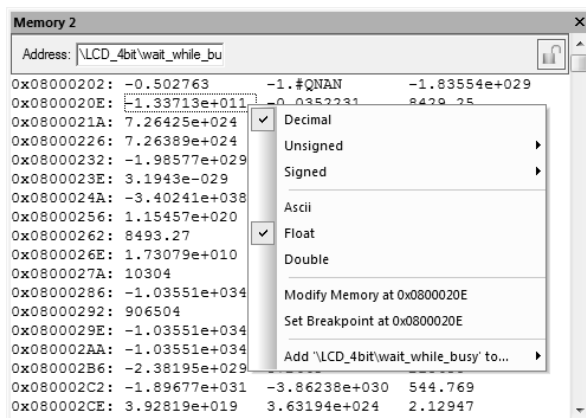 Memory 2
Address: \LCD_4bit\wait_while_bu
0x08000202: -0.502763 -1.#QNAN -1.83554e+029
0x0800020E: -1.33713e+011 -0.0352231 8429.25
0x0800021A: 7.26425e+024
0x08000226: 7.26389e+024
0x08000232: -1.98577e+029
0x0800023E: 3.1943e-029
0x0800024A: -3.40241e+038
0x08000256: 1.15457e+020
0x08000262: 8493.27
0x0800026E: 1.73079e+010
0x0800027A: 10304
0x08000286: -1.03551e+034
0x08000292: 906504
0x0800029E: -1.03551e+034
0x080002AA: -1.03551e+034
0x080002B6: -2.38195e+029
0x080002C2: -1.89677e+031 -3.86238e+030 544.769
0x080002CE: 3.92819e+019 3.63194e+024 2.12947
Decimal
Unsigned
Signed
Ascii
Float
Double
Modify Memory at 0x0800020E
Set Breakpoint at 0x0800020E
Add '\LCD_4bit\wait_while_busy' to...